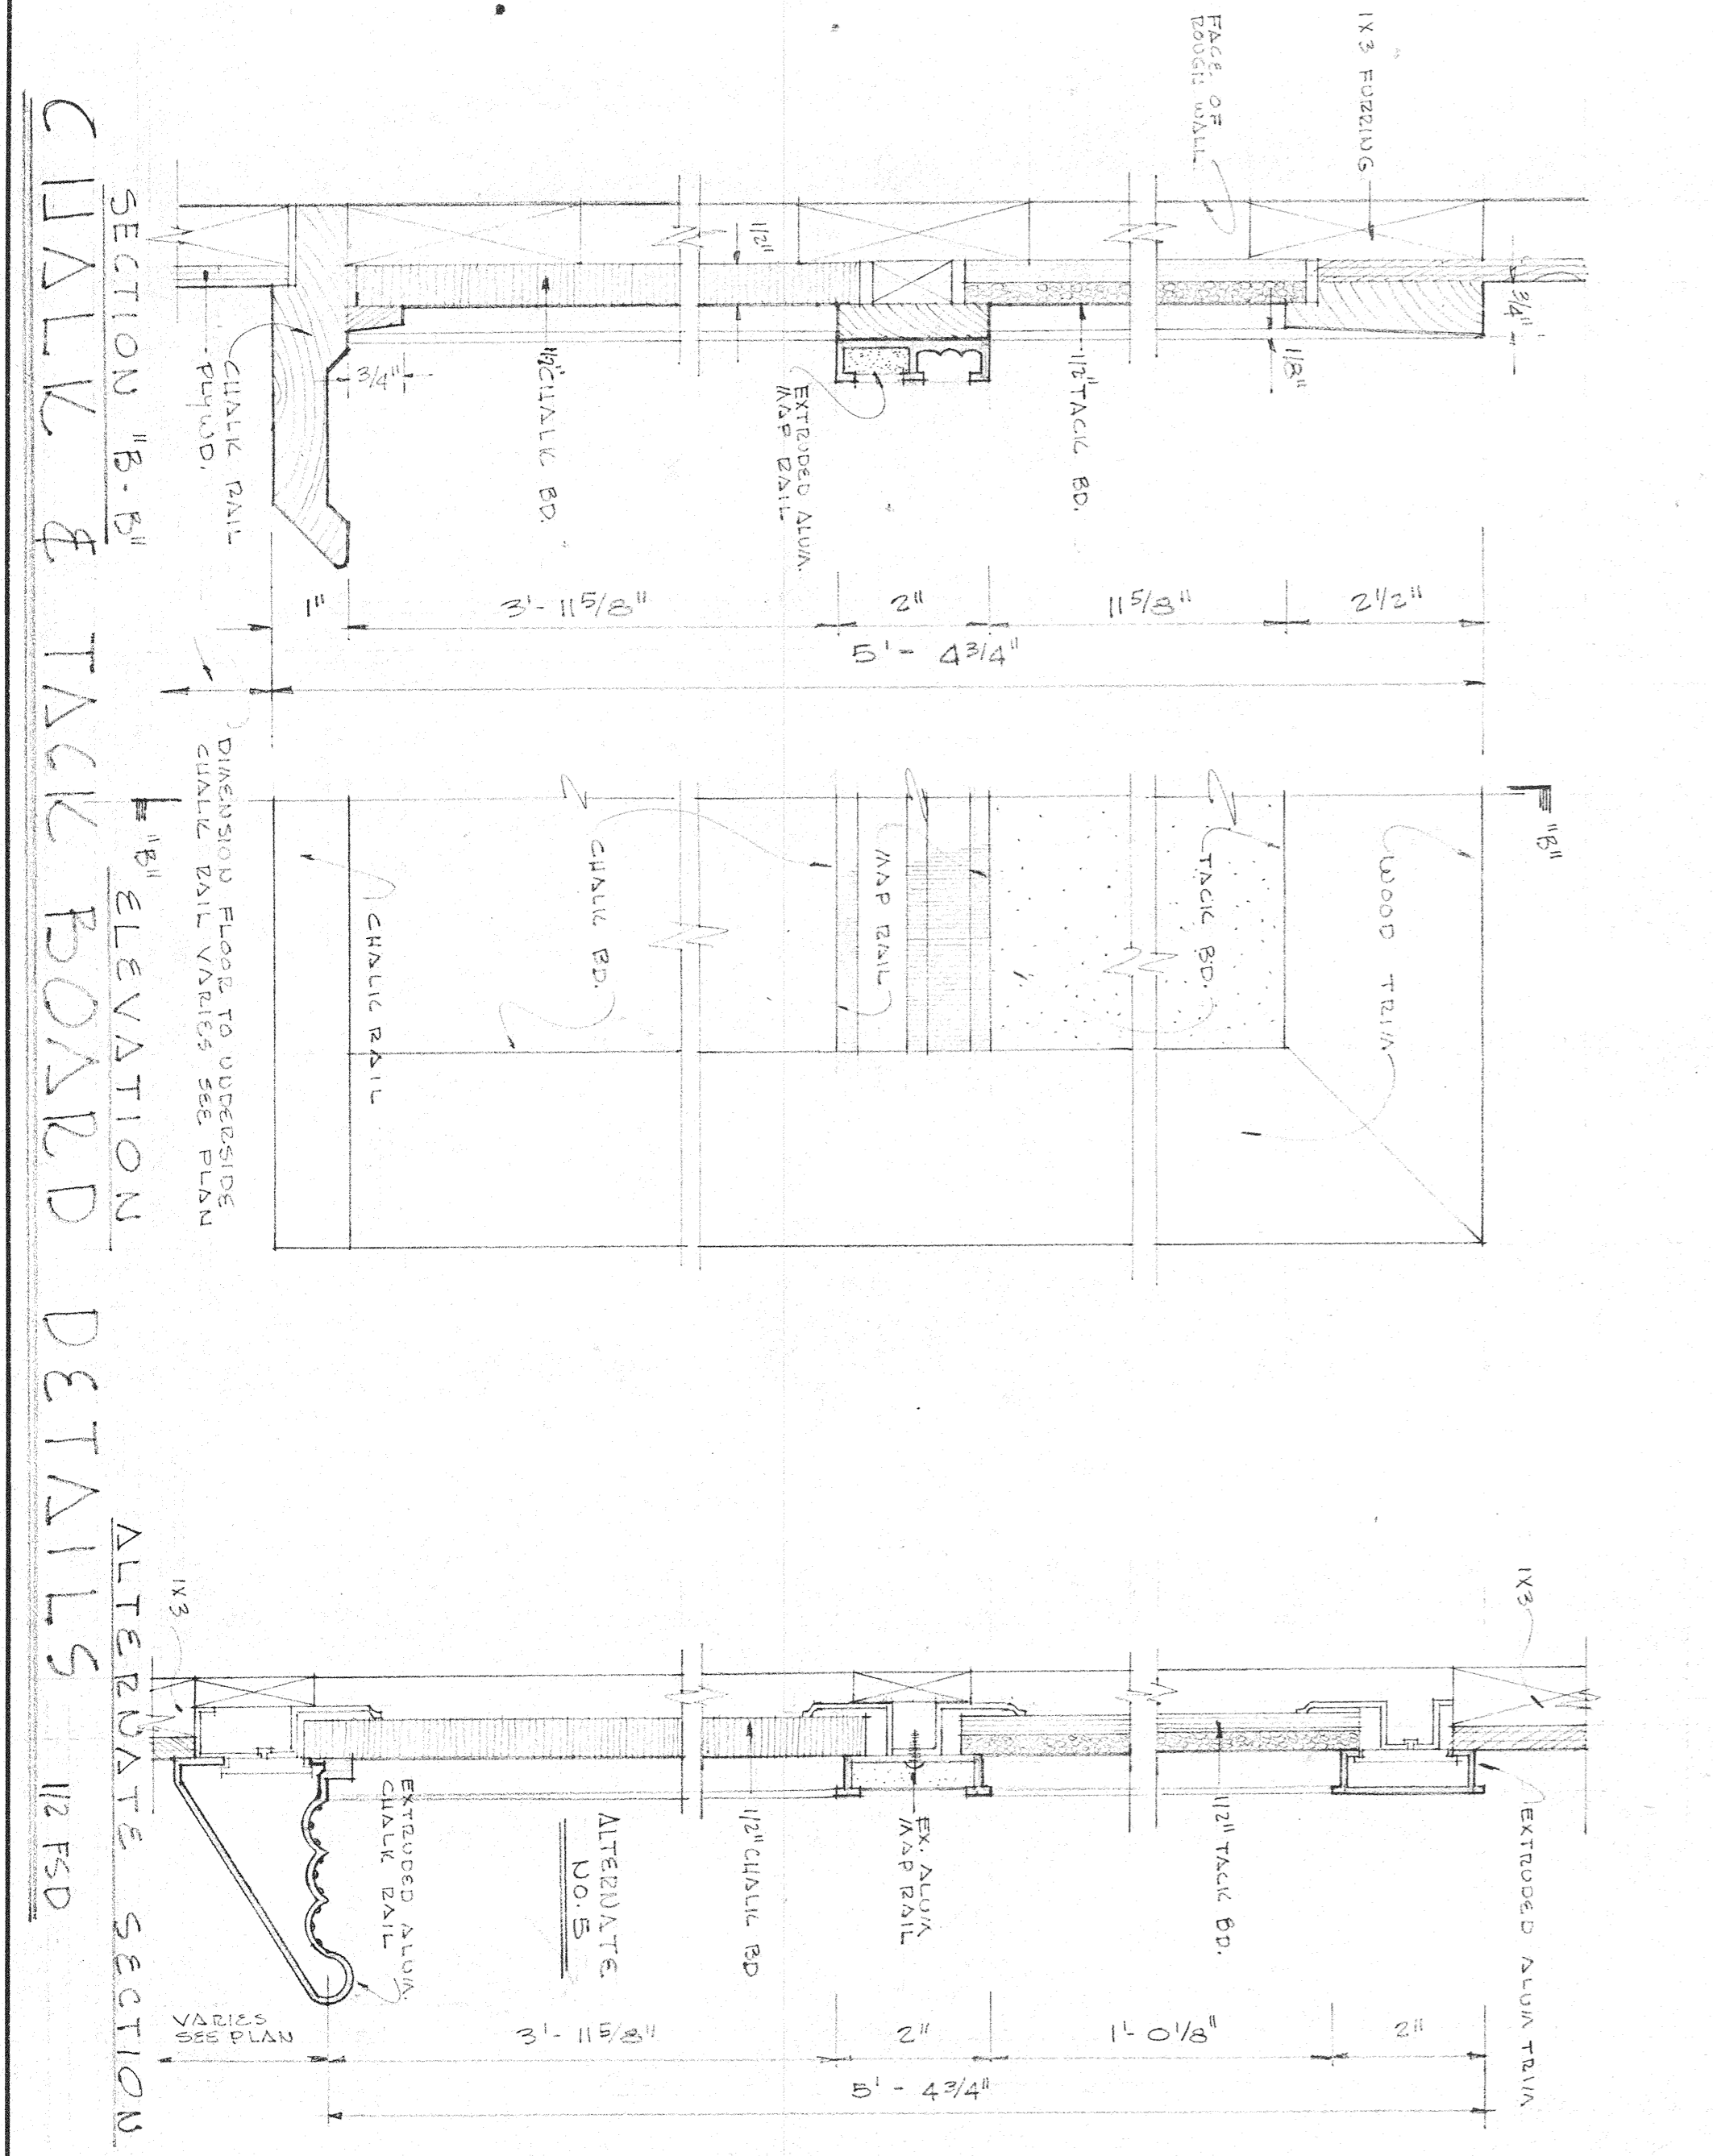 1X3 FURRING
FACE OF
ROUGH WALL
3/4"
1/8"
1/2" TACK BD.
EXTRUDED ALUM.
MAP RAIL
1/2"
1/2" CHALK BD.
3/4"
CHALK RAIL
PLYWD.
SECTION "B-B"
2 1/2"
11 5/8"
2"
3'- 11 5/8"
1"
5'- 4 3/4"
"B"
WOOD TRIM
TACK BD.
MAP RAIL
CHALK BD.
CHALK RAIL
DIMENSION FLOOR TO UNDERSIDE
CHALK RAIL VARIES SEE PLAN
"B"
ELEVATION
1X3
EXTRUDED ALUM TRIM
1/2" TACK BD.
EX. ALUM
MAP RAIL
1/2" CHALK BD
ALTERNATE
NO. 5
EXTRUDED ALUM.
CHALK RAIL
1X3
2"
1'- 0 1/8"
2"
3'- 11 5/8"
VARIES
SEE PLAN
5'- 4 3/4"
ALTERNATE SECTION
CHALK & TACK BOARD DETAILS 1/2 FSD